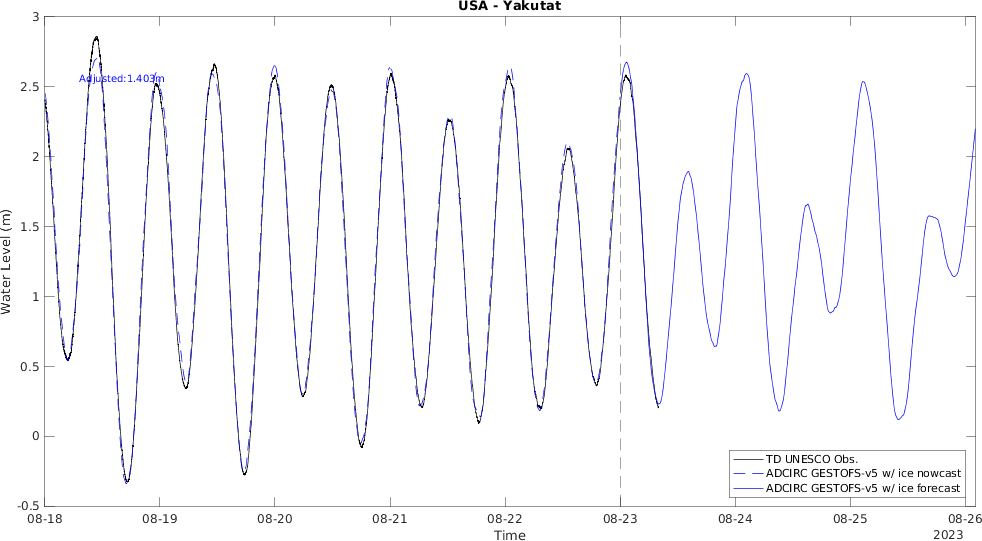 USA - Yakutat
Adjusted:1.403m
Water Level (m)
3
2.5
2
1.5
1
0.5
0
-0.5
TD UNESCO Obs.
ADCIRC GESTOFS-v5 w/ ice nowcast
ADCIRC GESTOFS-v5 w/ ice forecast
08-18 08-19 08-20 08-21 08-22 08-23 08-24 08-25 08-26
Time
2023